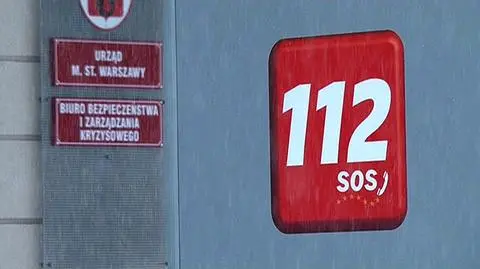 URZĄD
M. ST. WARSZAWY
BIURO BEZPIECZEŃSTWA
I ZARZĄDZANIA
KRYZYSOWEGO
112
SOS